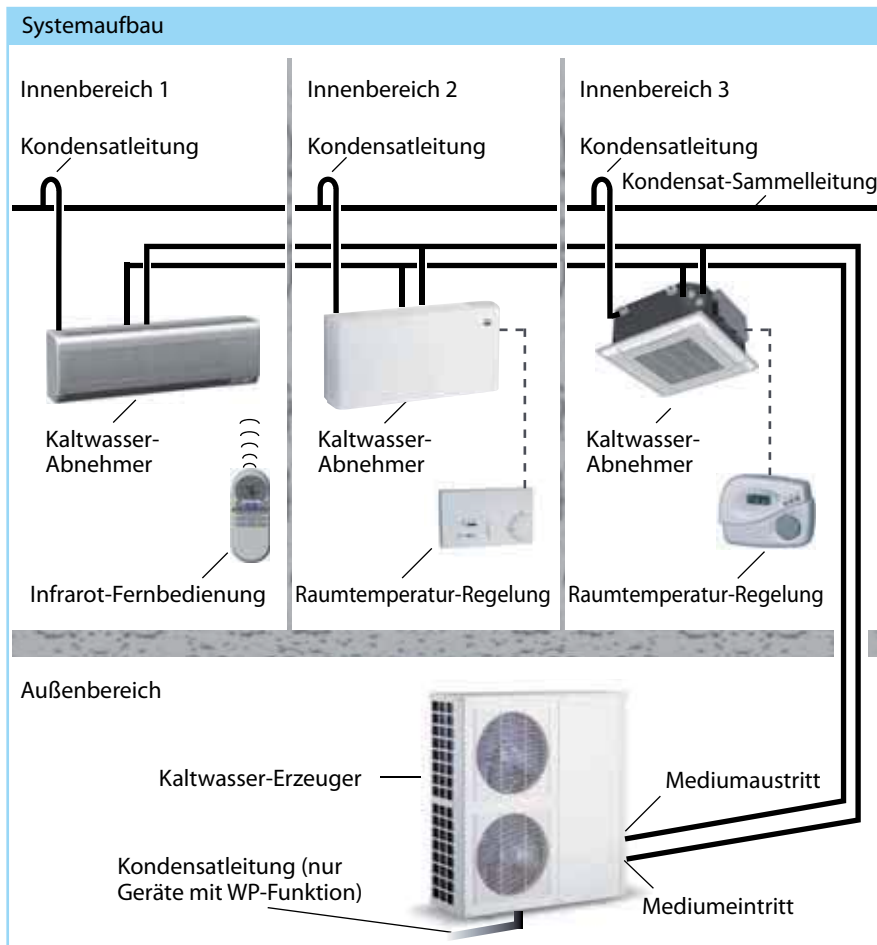 Systemaufbau
Innenbereich 1
Innenbereich 2
Innenbereich 3
Kondensatleitung
Kondensatleitung
Kondensatleitung
Kondensat-Sammelleitung
Kaltwasser-
Abnehmer
Kaltwasser-
Abnehmer
Kaltwasser-
Abnehmer
Infrarot-Fernbedienung
Raumtemperatur-Regelung
Raumtemperatur-Regelung
Außenbereich
Kaltwasser-Erzeuger
Mediumaustritt
Kondensatleitung (nur
Geräte mit WP-Funktion)
Mediumeintritt